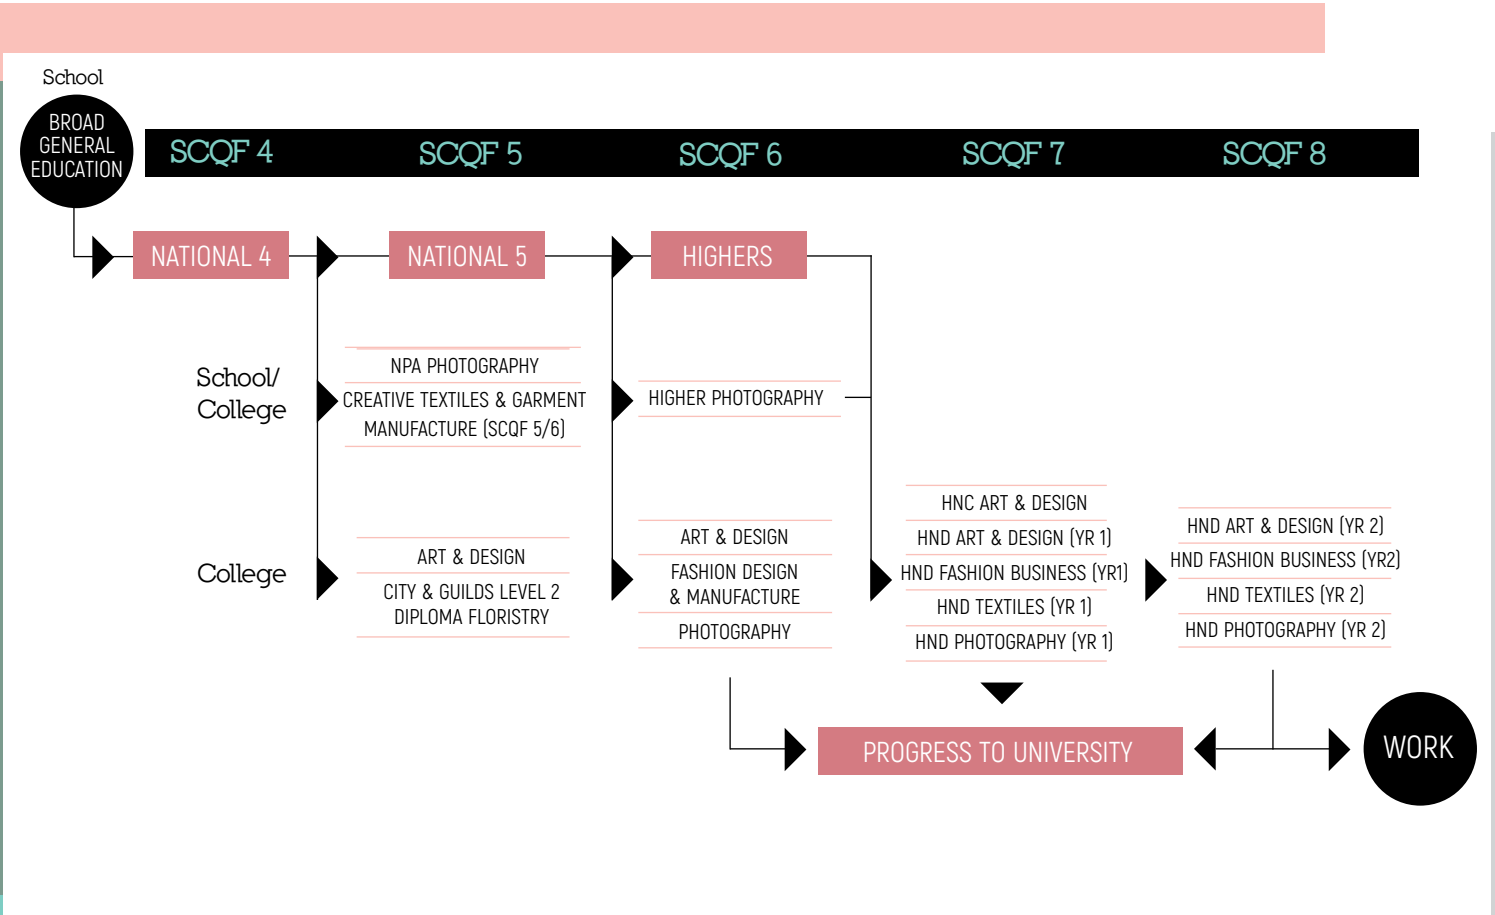 School
BROAD
GENERAL
EDUCATION
SCQF 4
SCQF 5
SCQF 6
SCQF 7
SCQF 8
NATIONAL 4
NATIONAL 5
HIGHERS
School/
College
NPA PHOTOGRAPHY
CREATIVE TEXTILES & GARMENT
MANUFACTURE (SCQF 5/6)
HIGHER PHOTOGRAPHY
College
ART & DESIGN
CITY & GUILDS LEVEL 2
DIPLOMA FLORISTRY
ART & DESIGN
FASHION DESIGN
& MANUFACTURE
PHOTOGRAPHY
HNC ART & DESIGN
HND ART & DESIGN (YR 1)
HND FASHION BUSINESS (YR1)
HND TEXTILES (YR 1)
HND PHOTOGRAPHY (YR 1)
HND ART & DESIGN (YR 2)
HND FASHION BUSINESS (YR2)
HND TEXTILES (YR 2)
HND PHOTOGRAPHY (YR 2)
PROGRESS TO UNIVERSITY
WORK